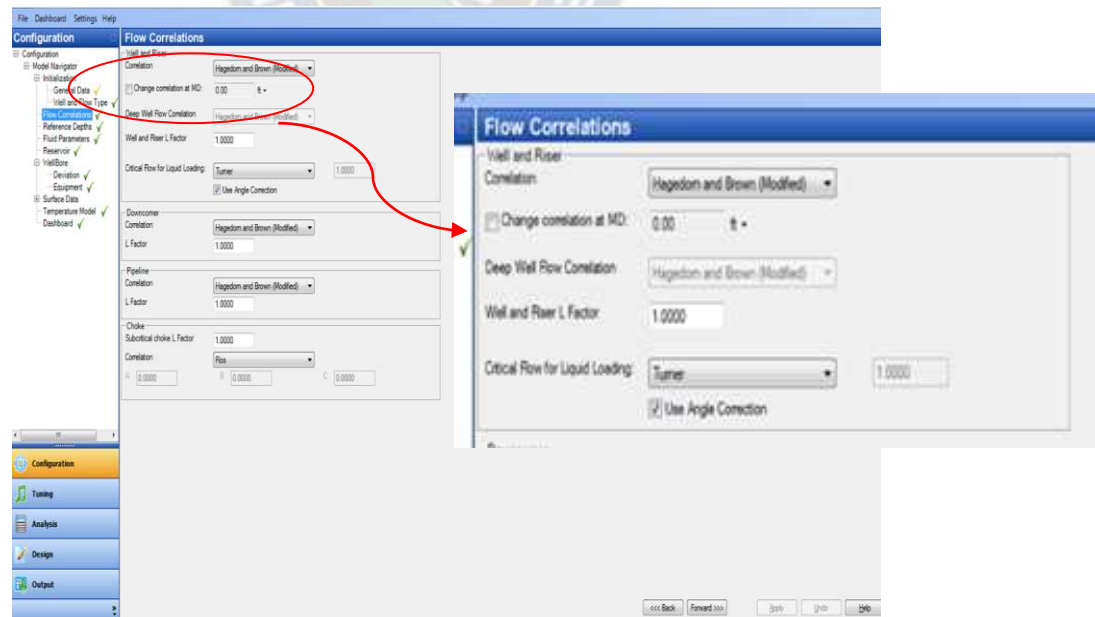 File Dashboard Settings Help
Configuration
Configuration
Model Navigator
Initialization
General Data
Well and Flow Type
Flow Correlations
Reference Depths
Fluid Parameters
Reservoir
WellBore
Deviation
Equipment
Surface Data
Temperature Model
Dashboard
Configuration
Tuning
Analysis
Design
Output
Flow Correlations
Well and Riser
Correlation Hagedorn and Brown (Modified)
Change correlation at MD: 0.00 ft
Deep Well Flow Correlation Hagedorn and Brown (Modified)
Well and Riser L Factor 1.0000
Critical Flow for Liquid Loading: Turner 1.0000
Use Angle Correction
Downcomer
Correlation Hagedorn and Brown (Modified)
L Factor 1.0000
Pipeline
Correlation Hagedorn and Brown (Modified)
L Factor 1.0000
Choke
Subcritical choke L Factor 1.0000
Correlation Ros
A 0.0000 B 0.0000 C 0.0000
<<< Back Forward >>> Apply Undo Help
Flow Correlations
Well and Riser
Correlation Hagedorn and Brown (Modified)
Change correlation at MD: 0.00 ft
Deep Well Flow Correlation Hagedorn and Brown (Modified)
Well and Riser L Factor 1.0000
Critical Flow for Liquid Loading: Turner 1.0000
Use Angle Correction